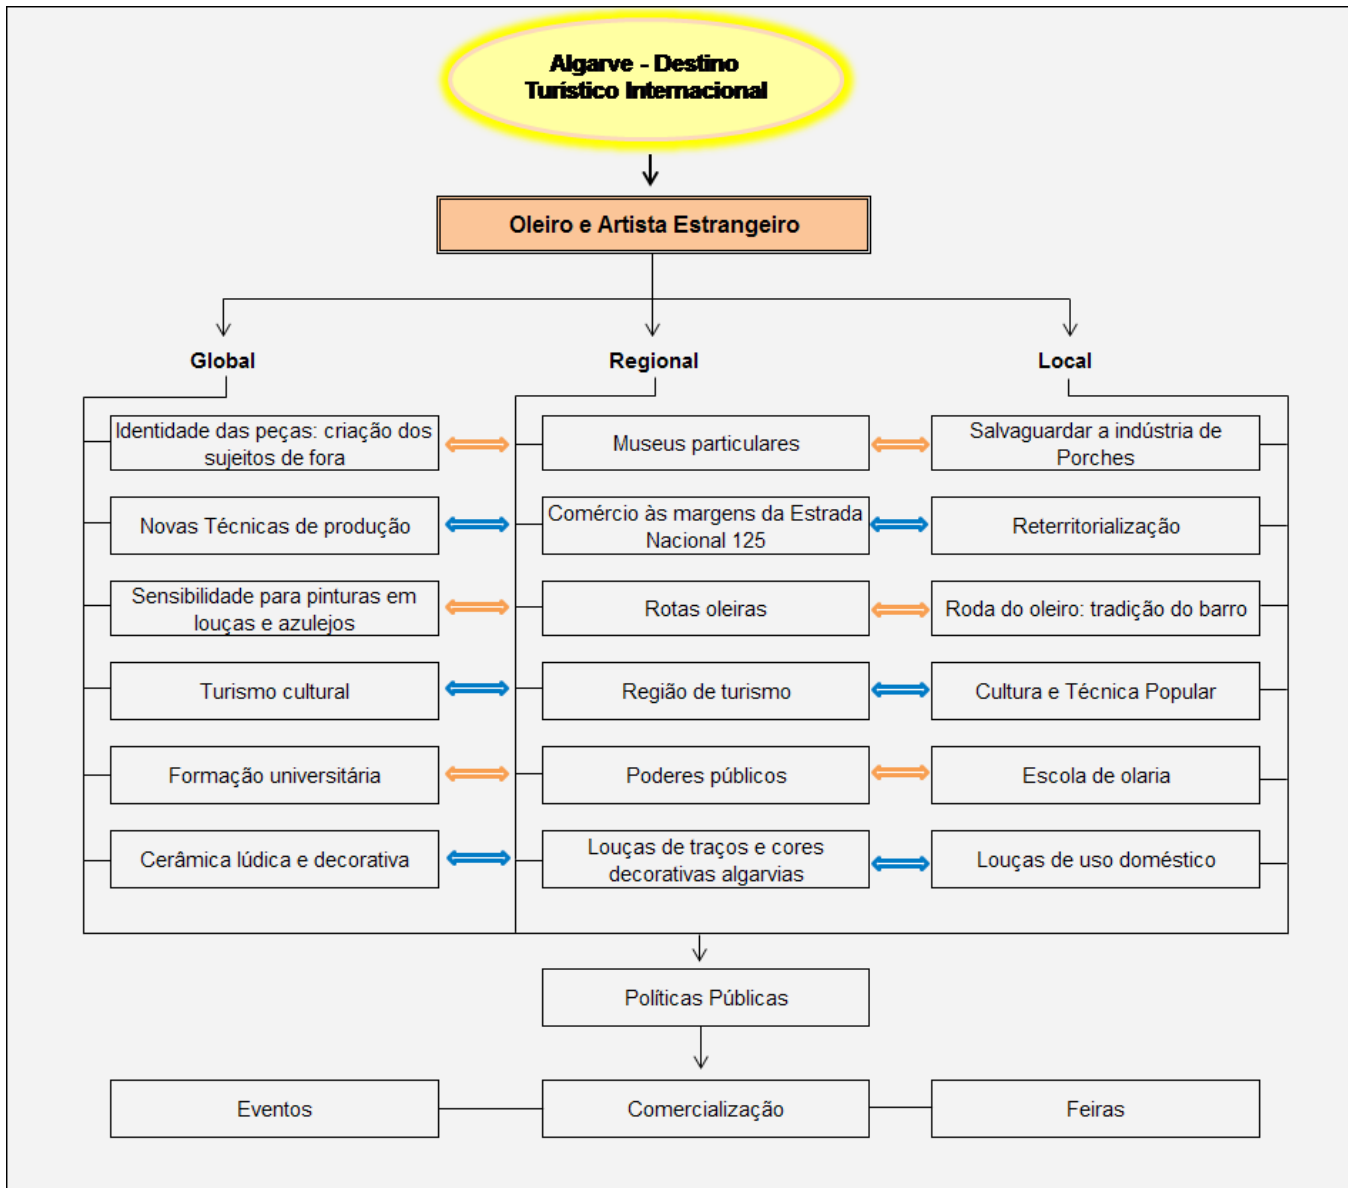 Algarve - Destino
Turístico Internacional
Oleiro e Artista Estrangeiro
Global
Regional
Local
Identidade das peças: criação dos
sujeitos de fora
Museus particulares
Salvaguardar a indústria de
Porches
Novas Técnicas de produção
Comércio às margens da Estrada
Nacional 125
Reterritorialização
Sensibilidade para pinturas em
louças e azulejos
Rotas oleiras
Roda do oleiro: tradição do barro
Turismo cultural
Região de turismo
Cultura e Técnica Popular
Formação universitária
Poderes públicos
Escola de olaria
Cerâmica lúdica e decorativa
Louças de traços e cores
decorativas algarvias
Louças de uso doméstico
Políticas Públicas
Eventos
Comercialização
Feiras